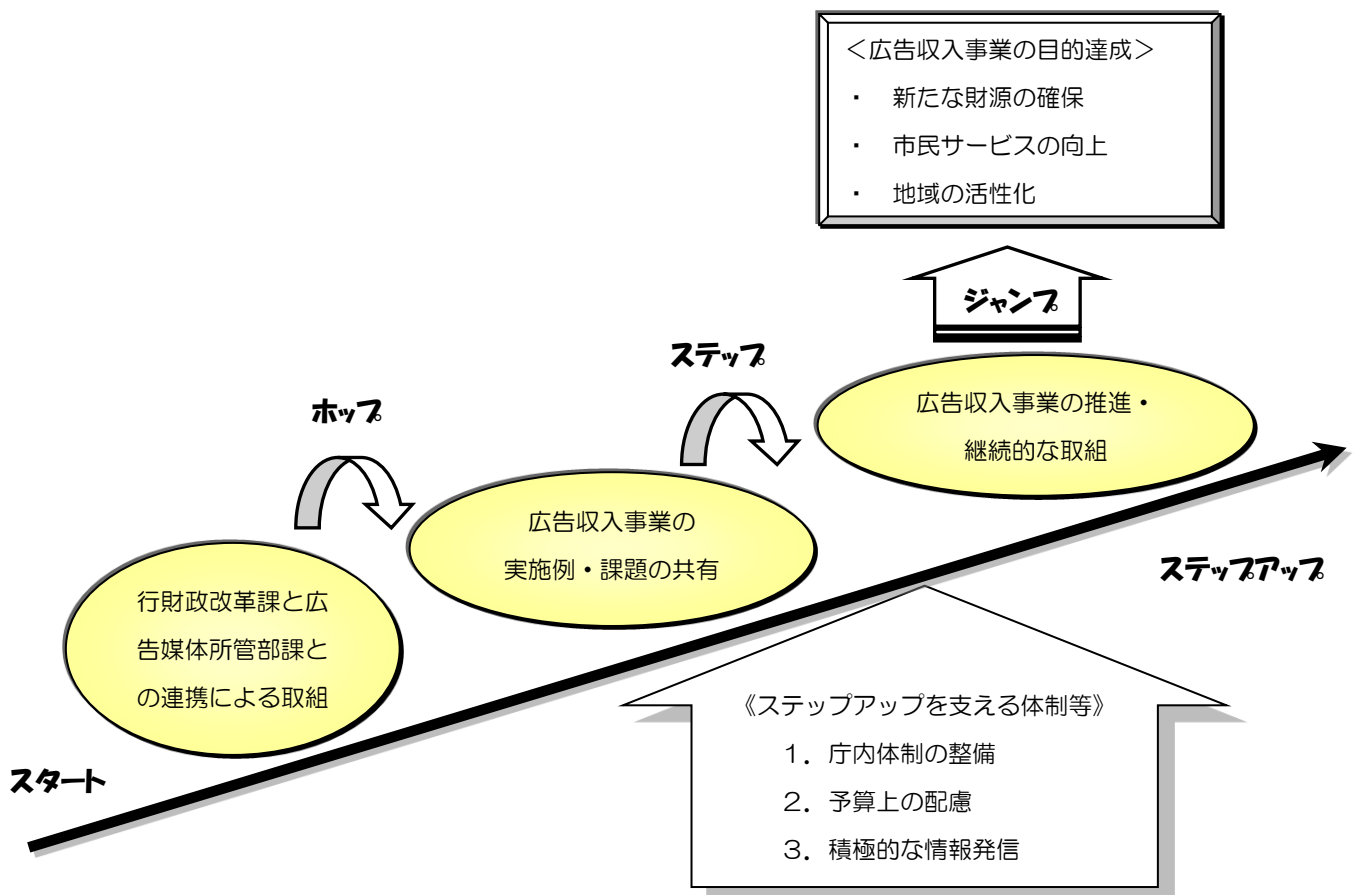 ＜広告収入事業の目的達成＞
・ 新たな財源の確保
・ 市民サービスの向上
・ 地域の活性化
ジャンプ
ステップ
広告収入事業の推進・
継続的な取組
ホップ
広告収入事業の
実施例・課題の共有
ステップアップ
行財政改革課と広
告媒体所管部課と
の連携による取組
スタート
《ステップアップを支える体制等》
１．庁内体制の整備
２．予算上の配慮
３．積極的な情報発信